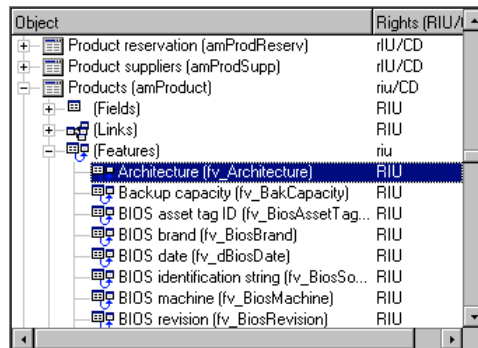 Object Rights (RIU/
Product reservation (amProdReserv) rIU/CD
Product suppliers (amProdSupp) rIU/CD
Products (amProduct) riu/CD
(Fields) RIU
(Links) RIU
(Features) riu
Architecture (fv_Architecture) RIU
Backup capacity (fv_BakCapacity) RIU
BIOS asset tag ID (fv_BiosAssetTag... RIU
BIOS brand (fv_BiosBrand) RIU
BIOS date (fv_dBiosDate) RIU
BIOS identification string (fv_BiosSo... RIU
BIOS machine (fv_BiosMachine) RIU
BIOS revision (fv_BiosRevision) RIU